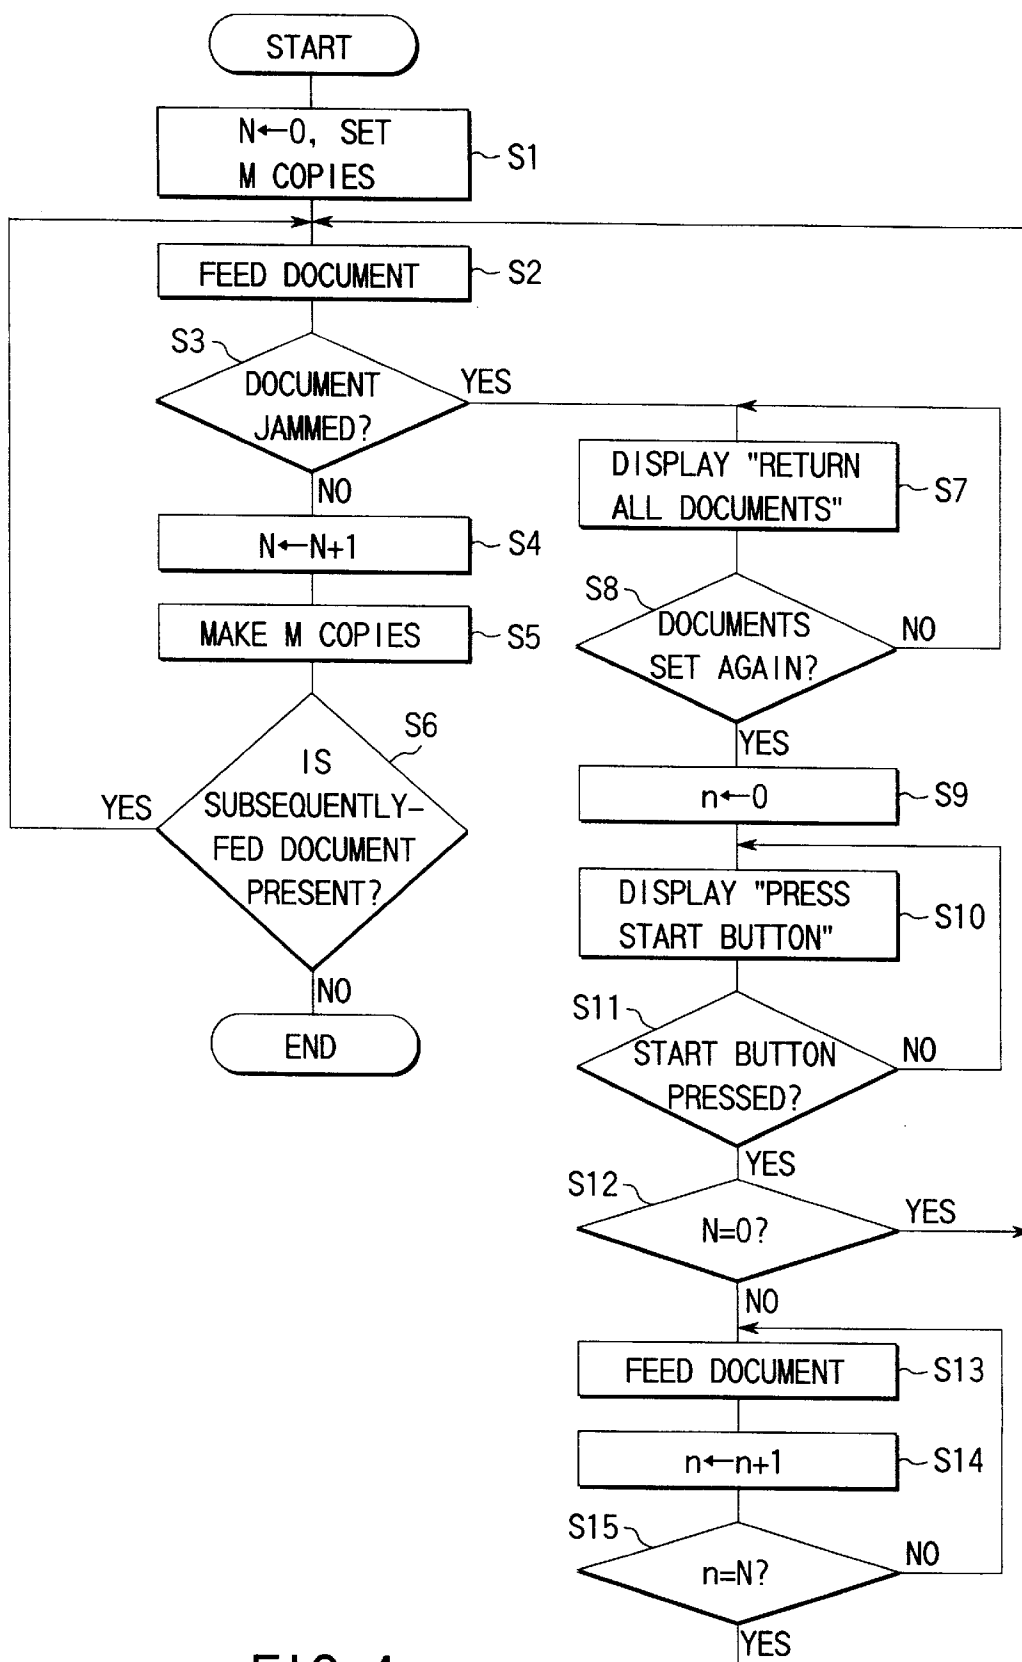 START
N←0, SET
M COPIES
S1
FEED DOCUMENT
S2
S3
DOCUMENT
JAMMED?
YES
NO
N←N+1
S4
MAKE M COPIES
S5
S6
IS
SUBSEQUENTLY-
FED DOCUMENT
PRESENT?
YES
NO
END
DISPLAY "RETURN
ALL DOCUMENTS"
S7
S8
DOCUMENTS
SET AGAIN?
NO
YES
n←0
S9
DISPLAY "PRESS
START BUTTON"
S10
S11
START BUTTON
PRESSED?
NO
YES
S12
N=0?
YES
NO
FEED DOCUMENT
S13
n←n+1
S14
S15
n=N?
NO
YES